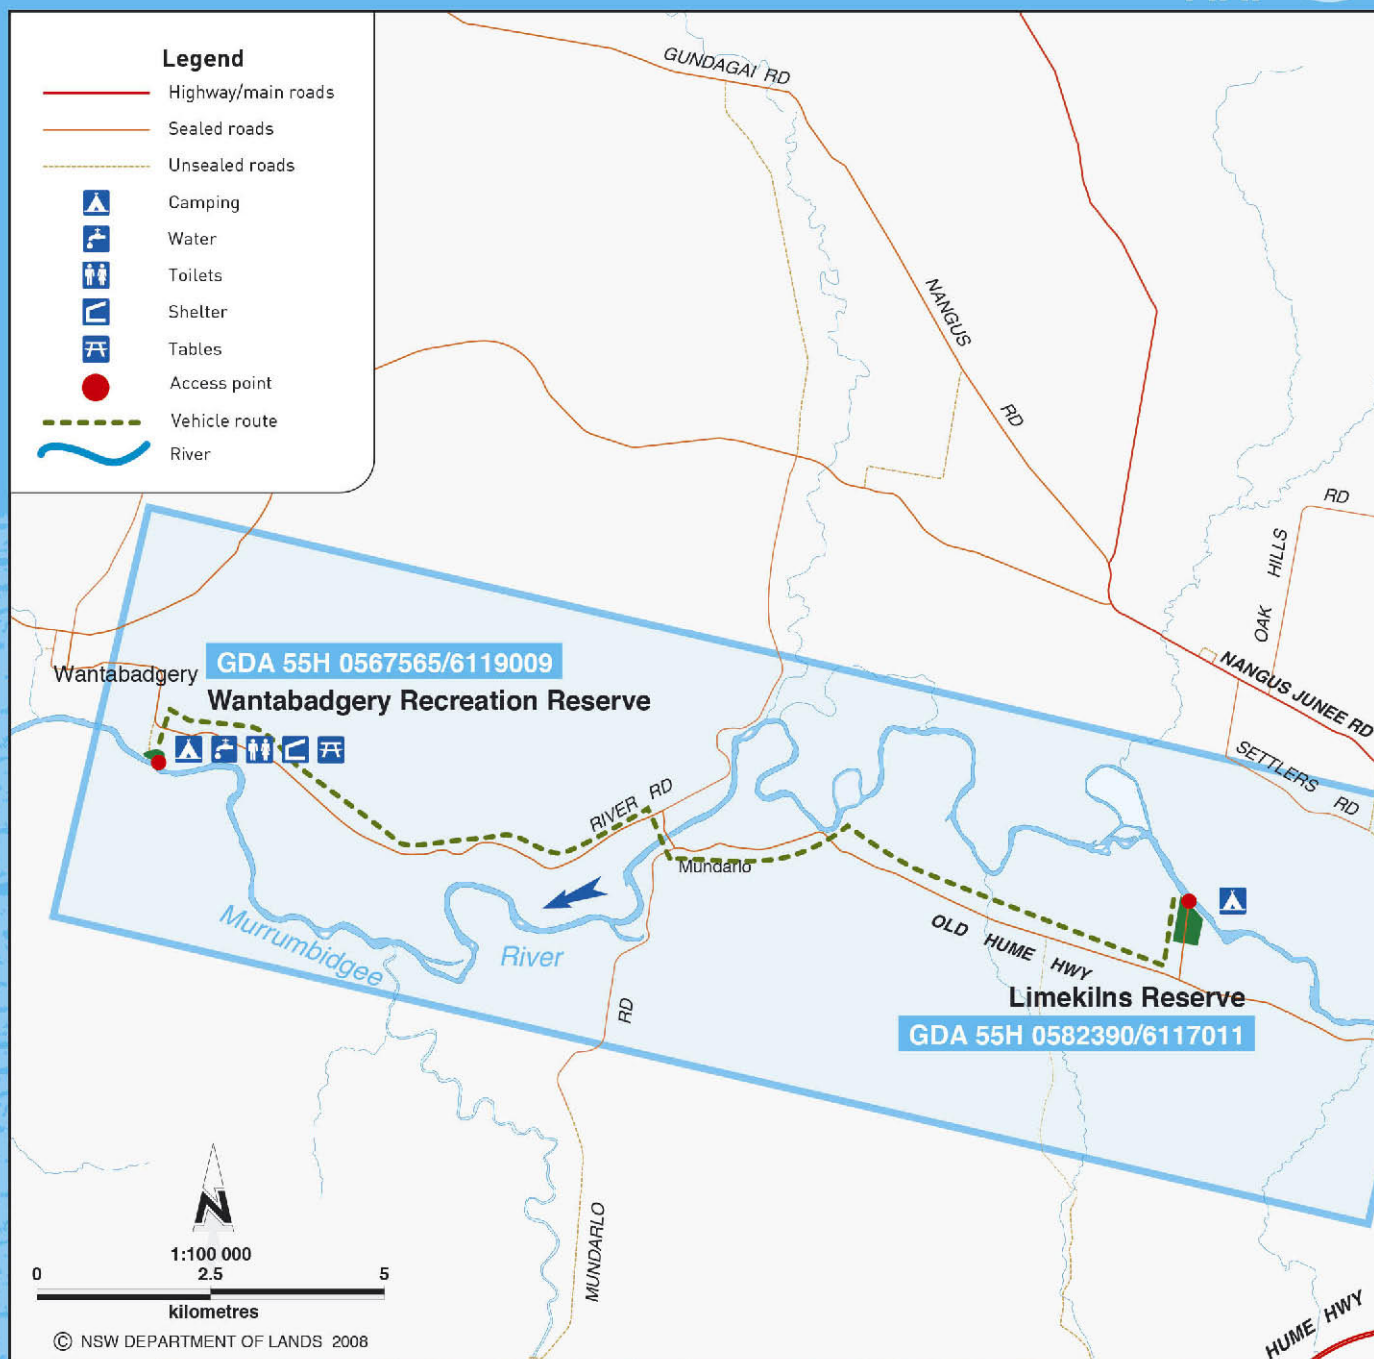 Legend
Highway/main roads
Sealed roads
Unsealed roads
Camping
Water
Toilets
Shelter
Tables
Access point
Vehicle route
River
GUNDAGAI RD
NANGUS
RD
RD
HILLS
OAK
NANGUS JUNEE RD
SETTLERS RD
Wantabadgery
GDA 55H 0567565/6119009
Wantabadgery Recreation Reserve
RIVER RD
Mundarlo
Murrumbidgee
River
OLD HUME HWY
Limekilns Reserve
GDA 55H 0582390/6117011
RD
MUNDARLO
N
1:100 000
0 2.5 5
kilometres
© NSW DEPARTMENT OF LANDS 2008
HUME HWY